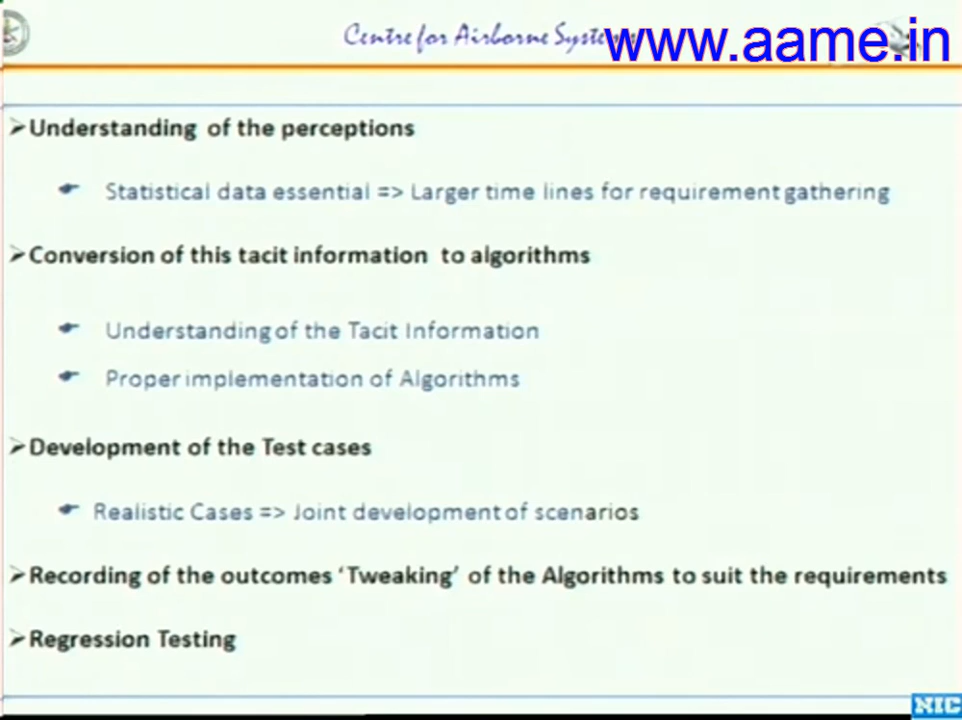 Centre for Airborne
www.aame.in
➢Understanding of the perceptions
☛ Statistical data essential => Larger time lines for requirement gathering
➢Conversion of this tacit information to algorithms
☛ Understanding of the Tacit Information
☛ Proper implementation of Algorithms
➢Development of the Test cases
☛ Realistic Cases => Joint development of scenarios
➢Recording of the outcomes ‘Tweaking’ of the Algorithms to suit the requirements
➢Regression Testing
NIC